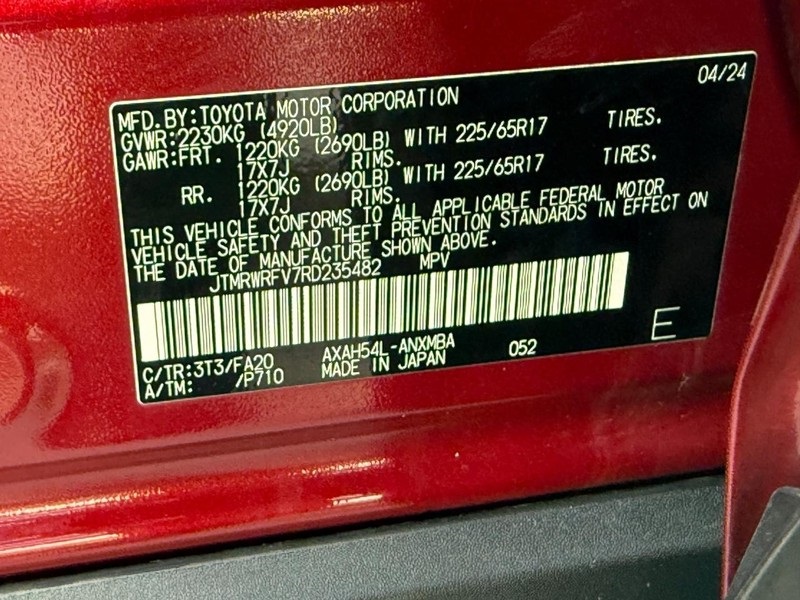 04/24
MFD. BY:TOYOTA MOTOR CORPORATION
GVWR:2230KG (4920LB)
GAWR:FRT. 1220KG (2690LB) WITH 225/65R17 TIRES.
17X7J RIMS.
RR. 1220KG (2690LB) WITH 225/65R17 TIRES.
17X7J RIMS.
THIS VEHICLE CONFORMS TO ALL APPLICABLE FEDERAL MOTOR
VEHICLE SAFETY AND THEFT PREVENTION STANDARDS IN EFFECT ON
THE DATE OF MANUFACTURE SHOWN ABOVE.
JTMRWRFV7RD235482 MPV
C/TR:3T3/FA20 AXAH54L-ANXMBA 052 E
A/TM: /P710 MADE IN JAPAN